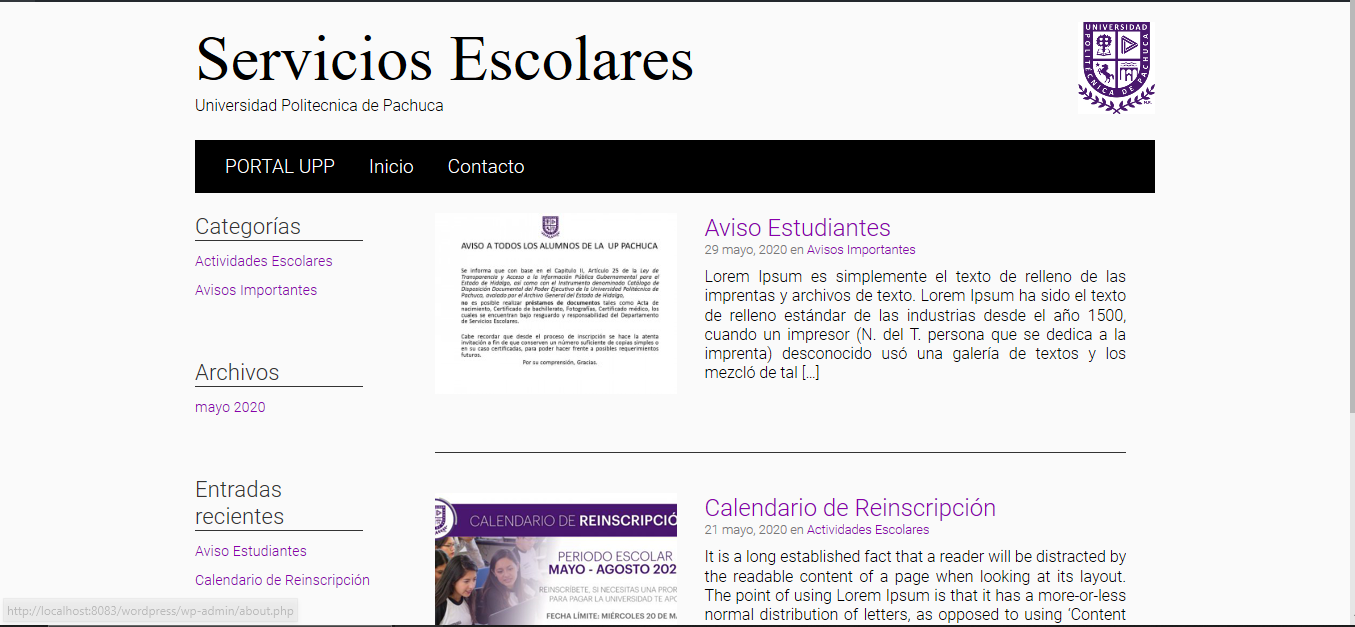 Servicios Escolares
Universidad Politecnica de Pachuca
UNIVERSIDAD
POLITÉCNICA DE PACHUCA
PORTAL UPP Inicio Contacto
Categorías
Actividades Escolares
Avisos Importantes
Archivos
mayo 2020
Entradas
recientes
Aviso Estudiantes
Calendario de Reinscripción
AVISO A TODOS LOS ALUMNOS DE LA UP PACHUCA
Se informa que con base en el Capítulo II, Artículo 25 de la Ley de
Transparencia y Acceso a la Información Pública Gubernamental para el
Estado de Hidalgo, así como con el Instrumento denominado Catálogo de
Disposición Documental del Poder Ejecutivo de la Universidad Politécnica de
Pachuca, avalado por el Archivo General del Estado de Hidalgo,
no es posible realizar préstamos de documentos tales como Acta de
nacimiento, Certificado de bachillerato, Fotografías, Certificado médico, los
cuales se encuentran bajo resguardo y responsabilidad del Departamento
de Servicios Escolares.
Cabe recordar que desde el proceso de inscripción se hace la atenta
invitación a fin de que conserven un número suficiente de copias simples o
en su caso certificadas, para poder hacer frente a posibles requerimientos
futuros.
Por su comprensión, Gracias.
Aviso Estudiantes
29 mayo, 2020 en Avisos Importantes
Lorem Ipsum es simplemente el texto de relleno de las
imprentas y archivos de texto. Lorem Ipsum ha sido el texto
de relleno estándar de las industrias desde el año 1500,
cuando un impresor (N. del T. persona que se dedica a la
imprenta) desconocido usó una galería de textos y los
mezcló de tal [...]
CALENDARIO DE REINSCRIPCIÓ
PERIODO ESCOLAR
MAYO - AGOSTO 202
REINSCRÍBETE, SI NECESITAS UNA PROR
PARA PAGAR LA UNIVERSIDAD TE APO
FECHA LÍMITE: MIÉRCOLES 20 DE M
Calendario de Reinscripción
21 mayo, 2020 en Actividades Escolares
It is a long established fact that a reader will be distracted by
the readable content of a page when looking at its layout.
The point of using Lorem Ipsum is that it has a more-or-less
normal distribution of letters, as opposed to using ‘Content
http://localhost:8083/wordpress/wp-admin/about.php